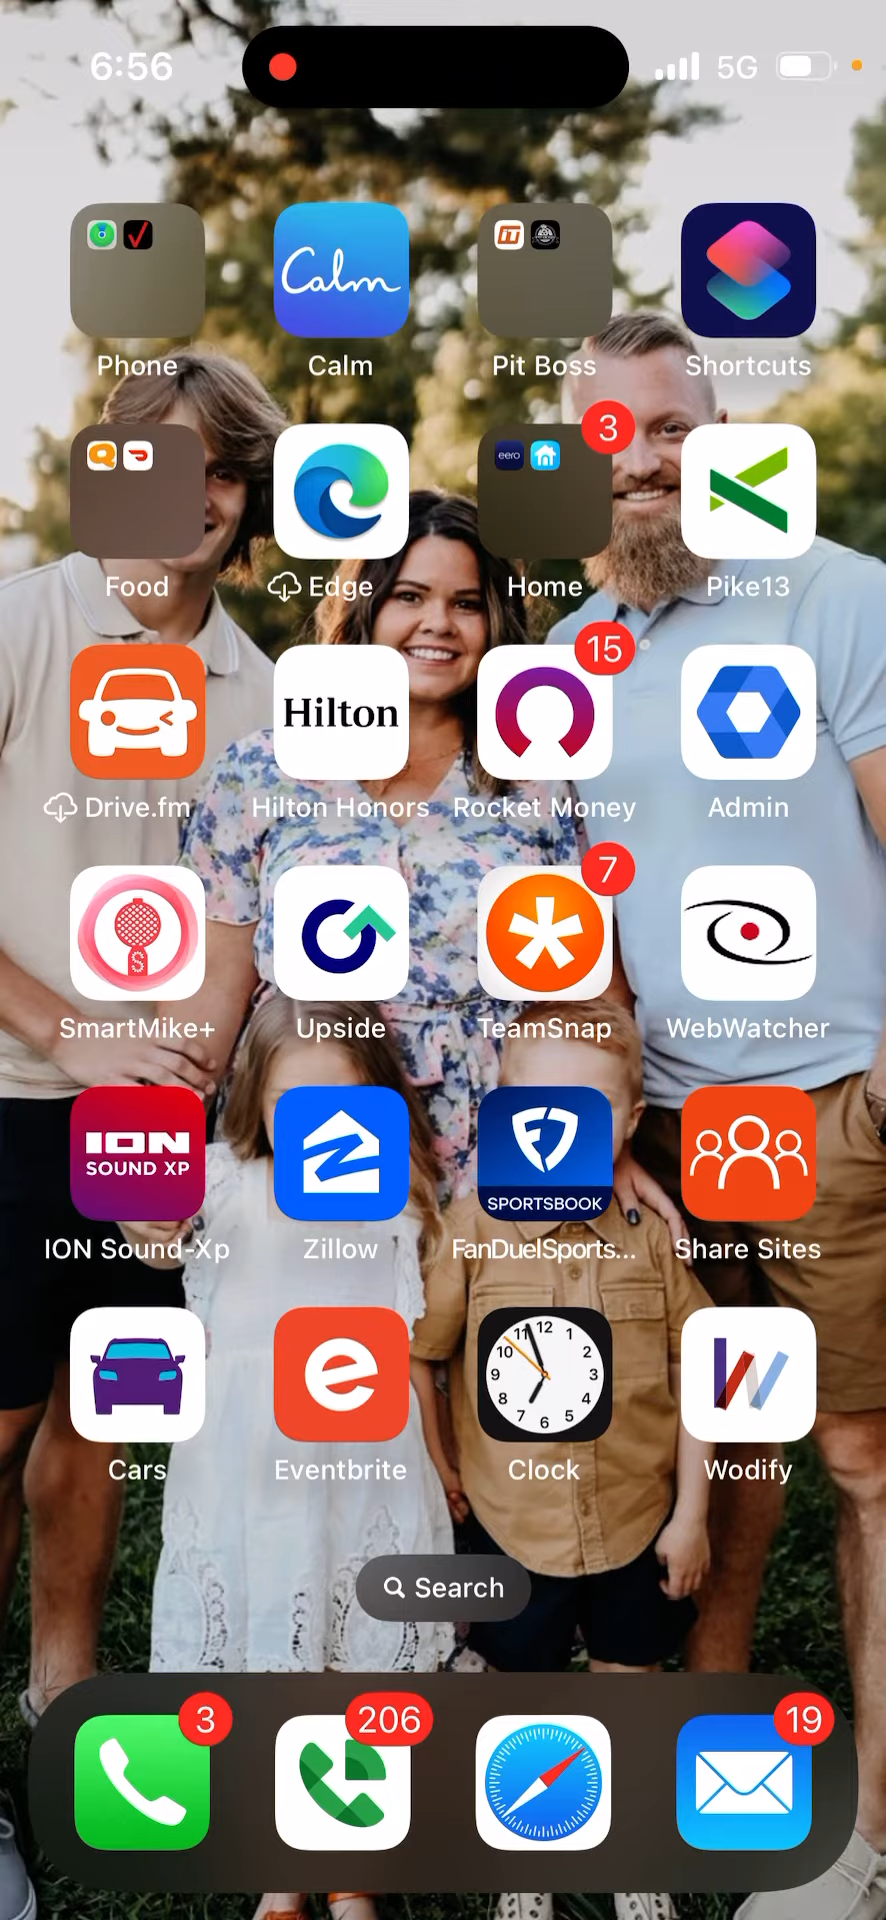 6:56 5G
Calm
Phone Calm Pit Boss Shortcuts
eero 3
Food Edge Home Pike13
Hilton 15
Drive.fm Hilton Honors Rocket Money Admin
S 7
SmartMike+ Upside TeamSnap WebWatcher
ION
SOUND XP
SPORTSBOOK
ION Sound-Xp Zillow FanDuelSports... Share Sites
e 12 1 2 3 4 5 6 7 8 9 10 11
Cars Eventbrite Clock Wodify
Search
3 206 19